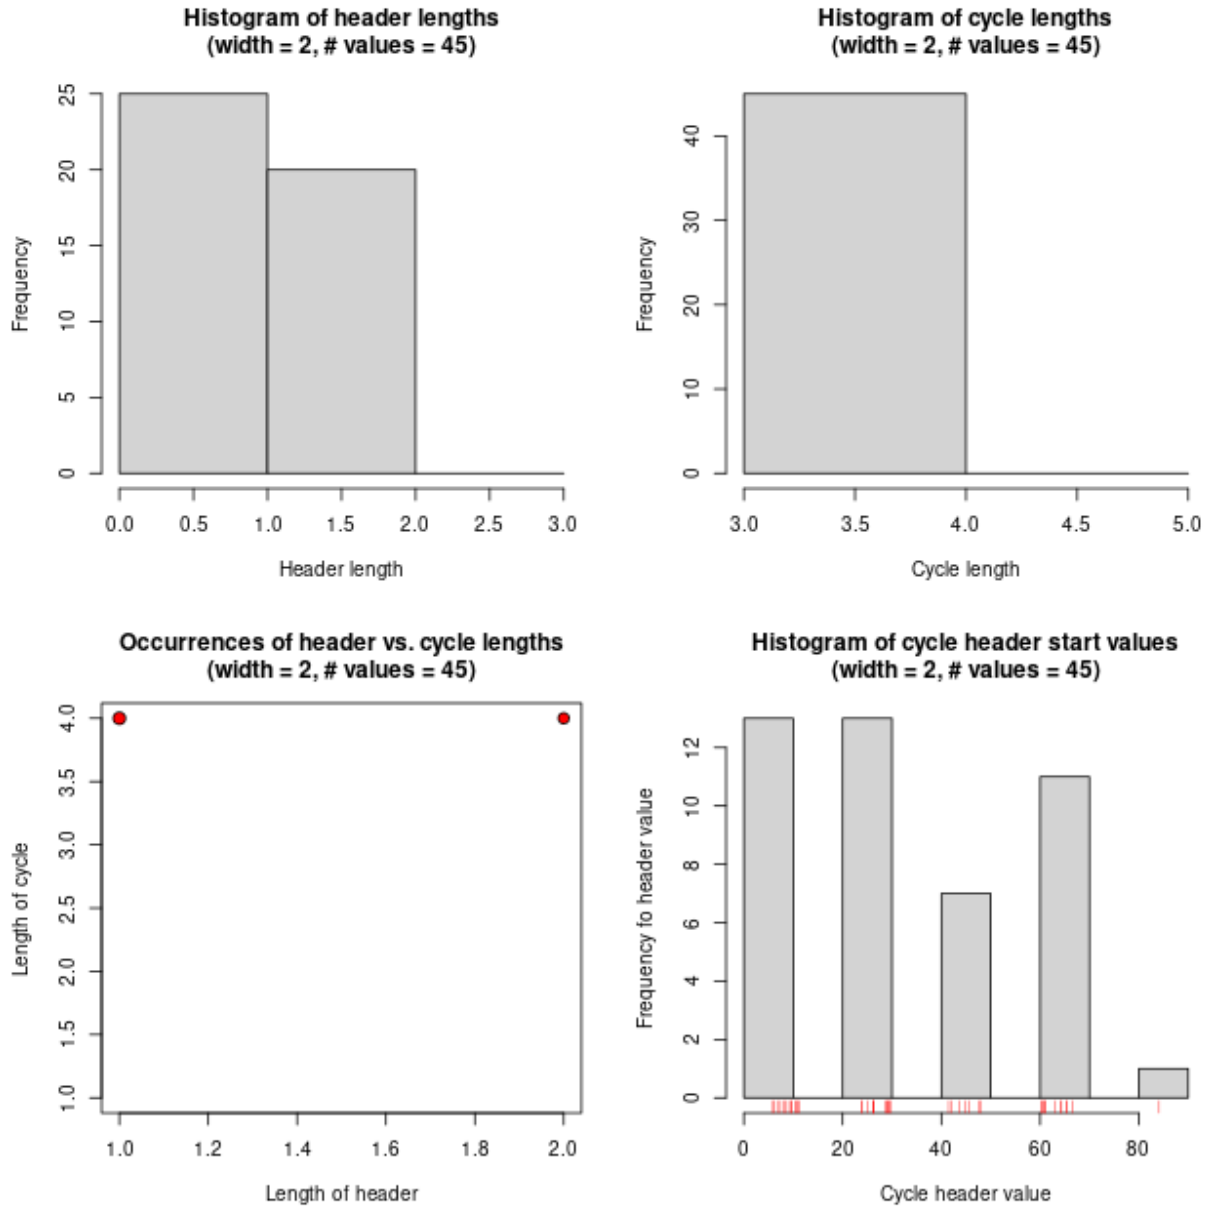 Histogram of header lengths
(width = 2, # values = 45)
Frequency
0
5
10
15
20
25
0.0 0.5 1.0 1.5 2.0 2.5 3.0
Header length
Histogram of cycle lengths
(width = 2, # values = 45)
Frequency
0
10
20
30
40
3.0 3.5 4.0 4.5 5.0
Cycle length
Occurrences of header vs. cycle lengths
(width = 2, # values = 45)
Length of cycle
1.0
1.5
2.0
2.5
3.0
3.5
4.0
1.0 1.2 1.4 1.6 1.8 2.0
Length of header
Histogram of cycle header start values
(width = 2, # values = 45)
Frequency fo header value
0
2
4
6
8
10
12
0 20 40 60 80
Cycle header value